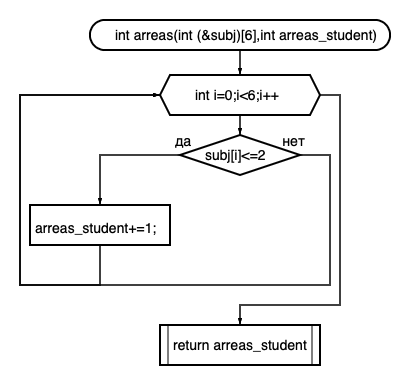 int arreas(int (&subj)[6],int arreas_student)
int i=0;i<6;i++
да
нет
subj[i]<=2
arreas_student+=1;
return arreas_student